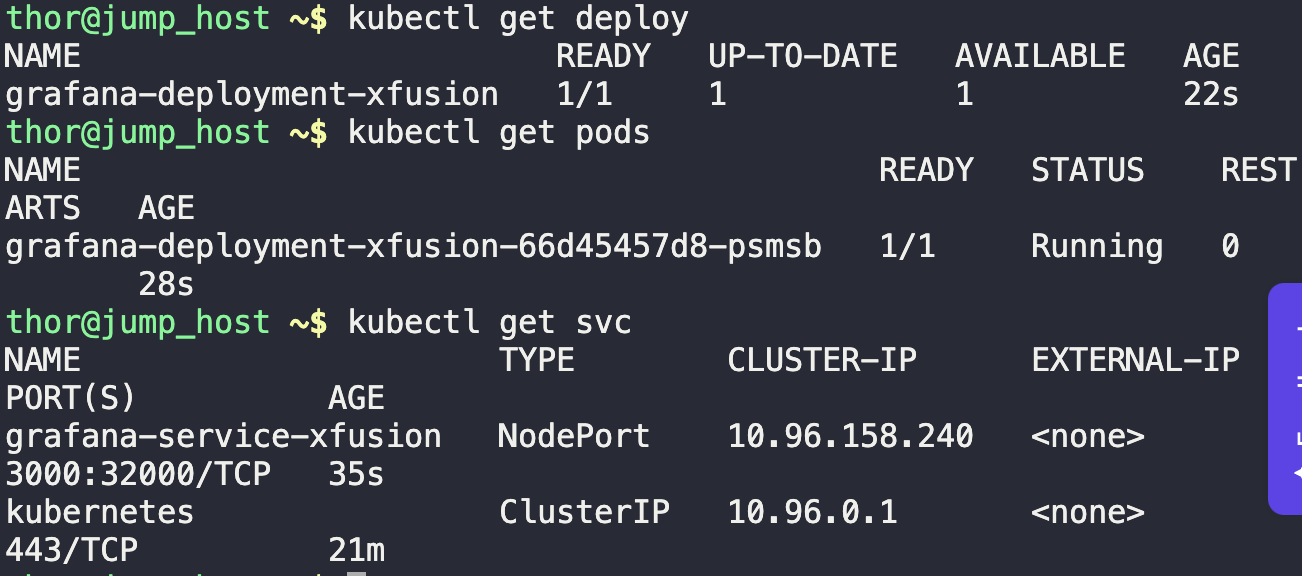 thor@jump_host ~$ kubectl get deploy
NAME                         READY   UP-TO-DATE   AVAILABLE   AGE
grafana-deployment-xfusion   1/1     1            1           22s
thor@jump_host ~$ kubectl get pods
NAME                                          READY   STATUS    REST
ARTS   AGE
grafana-deployment-xfusion-66d45457d8-psmsb   1/1     Running   0
       28s
thor@jump_host ~$ kubectl get svc
NAME                      TYPE        CLUSTER-IP      EXTERNAL-IP
PORT(S)          AGE
grafana-service-xfusion   NodePort    10.96.158.240   <none>
3000:32000/TCP   35s
kubernetes                ClusterIP   10.96.0.1       <none>
443/TCP          21m